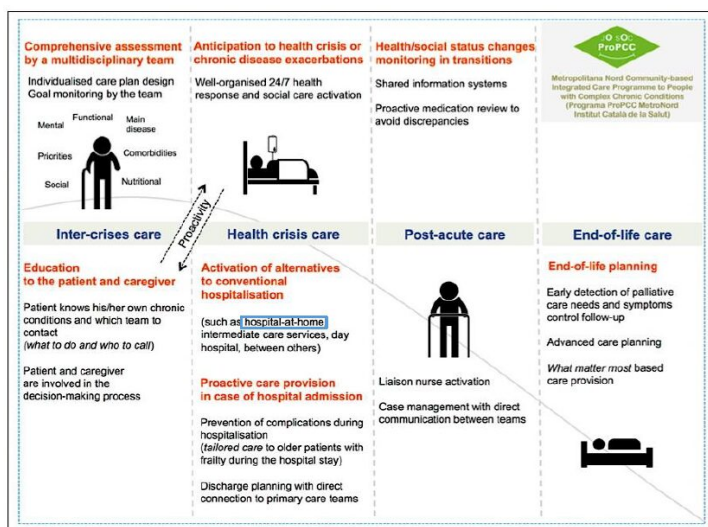 Comprehensive assessment
by a multidisciplinary team
Individualised care plan design
Goal monitoring by the team
Functional
Mental
Main
disease
Priorities
Comorbidities
Social
Nutritional
Anticipation to health crisis or
chronic disease exacerbations
Well-organised 24/7 health
response and social care activation
Health/social status changes
monitoring in transitions
Shared information systems
Proactive medication review to
avoid discrepancies
ProPCC
Metropolitana Nord Community-based
Integrated Care Programme to People
with Complex Chronic Conditions
(Programa ProPCC MetroNord
Institut Català de la Salut)
Proactivity
Inter-crises care
Health crisis care
Post-acute care
End-of-life care
Education
to the patient and caregiver
Patient knows his/her own chronic
conditions and which team to
contact
(what to do and who to call)
Patient and caregiver
are involved in the
decision-making process
Activation of alternatives
to conventional
hospitalisation
(such as hospital-at-home,
intermediate care services, day
hospital, between others)
Proactive care provision
in case of hospital admission
Prevention of complications during
hospitalisation
(tailored care to older patients with
frailty during the hospital stay)
Discharge planning with direct
connection to primary care teams
Liaison nurse activation
Case management with direct
communication between teams
End-of-life planning
Early detection of palliative
care needs and symptoms
control follow-up
Advanced care planning
What matter most based
care provision